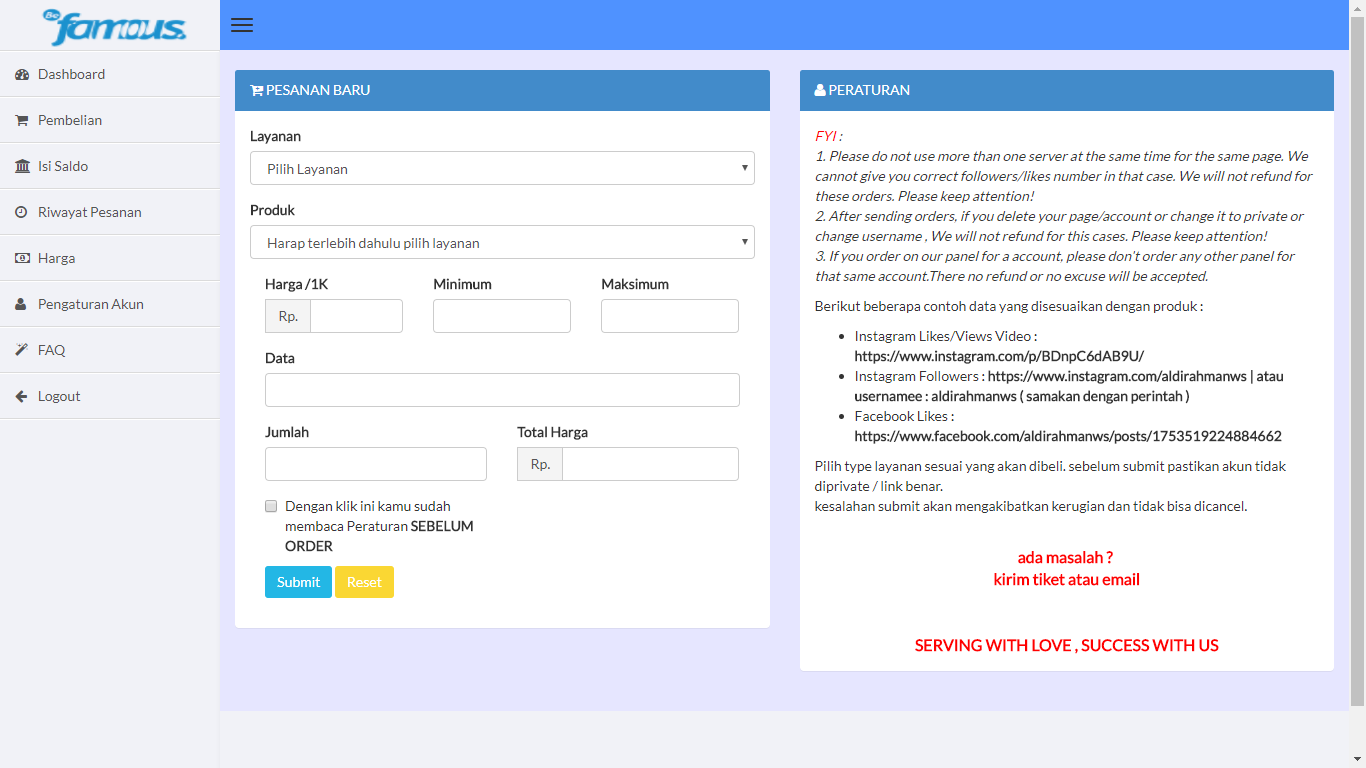 Be
famous.
Dashboard
Pembelian
Isi Saldo
Riwayat Pesanan
Harga
Pengaturan Akun
FAQ
Logout
PESANAN BARU
Layanan
Pilih Layanan
Produk
Harap terlebih dahulu pilih layanan
Harga /1K
Minimum
Maksimum
Rp.
Data
Jumlah
Total Harga
Rp.
Dengan klik ini kamu sudah
membaca Peraturan SEBELUM
ORDER
Submit
Reset
PERATURAN
FYI :
1. Please do not use more than one server at the same time for the same page. We
cannot give you correct followers/likes number in that case. We will not refund for
these orders. Please keep attention!
2. After sending orders, if you delete your page/account or change it to private or
change username , We will not refund for this cases. Please keep attention!
3. If you order on our panel for a account, please don't order any other panel for
that same account.There no refund or no excuse will be accepted.
Berikut beberapa contoh data yang disesuaikan dengan produk :
• Instagram Likes/Views Video :
https://www.instagram.com/p/BDnpC6dAB9U/
• Instagram Followers : https://www.instagram.com/aldirahmanws | atau
usernamee : aldirahmanws ( samakan dengan perintah )
• Facebook Likes :
https://www.facebook.com/aldirahmanws/posts/1753519224884662
Pilih type layanan sesuai yang akan dibeli. sebelum submit pastikan akun tidak
diprivate / link benar.
kesalahan submit akan mengakibatkan kerugian dan tidak bisa dicancel.
ada masalah ?
kirim tiket atau email
SERVING WITH LOVE , SUCCESS WITH US